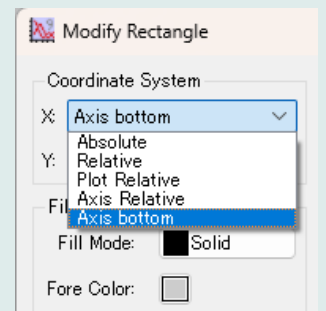 Modify Rectangle
Coordinate System
X: Axis bottom
Absolute
Y: Relative
Plot Relative
Axis Relative
Axis bottom
Fill Mode: Solid
Fore Color: